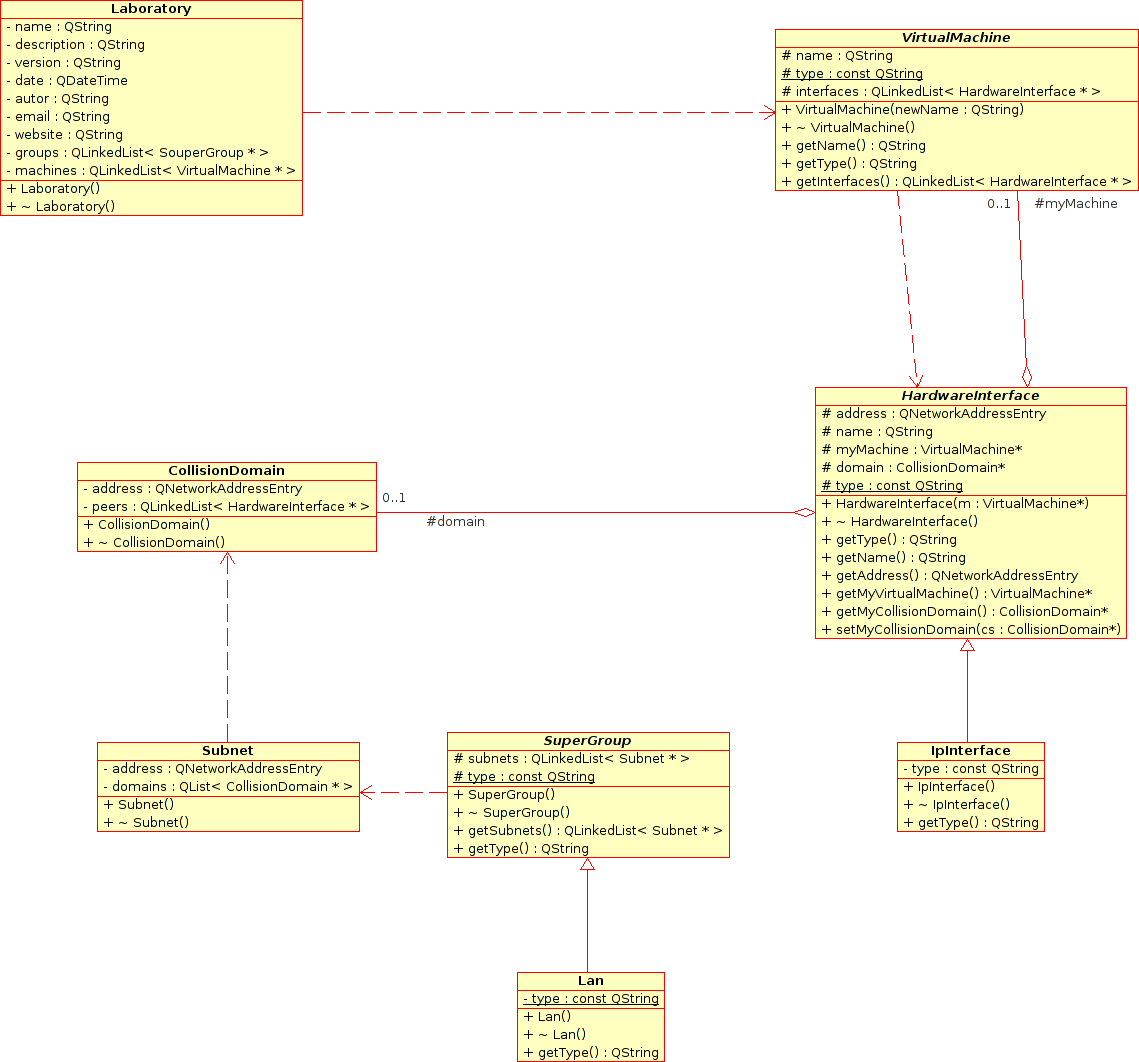 Laboratory
- name : QString
- description : QString
- version : QString
- date : QDateTime
- autor : QString
- email : QString
- website : QString
- groups : QLinkedList< SouperGroup * >
- machines : QLinkedList< VirtualMachine * >
+ Laboratory()
+ ~ Laboratory()
VirtualMachine
# name : QString
# type : const QString
# interfaces : QLinkedList< HardwareInterface * >
+ VirtualMachine(newName : QString)
+ ~ VirtualMachine()
+ getName() : QString
+ getType() : QString
+ getInterfaces() : QLinkedList< HardwareInterface * >
0..1
#myMachine
HardwareInterface
# address : QNetworkAddressEntry
# name : QString
# myMachine : VirtualMachine*
# domain : CollisionDomain*
# type : const QString
+ HardwareInterface(m : VirtualMachine*)
+ ~ HardwareInterface()
+ getType() : QString
+ getName() : QString
+ getAddress() : QNetworkAddressEntry
+ getMyVirtualMachine() : VirtualMachine*
+ getMyCollisionDomain() : CollisionDomain*
+ setMyCollisionDomain(cs : CollisionDomain*)
CollisionDomain
- address : QNetworkAddressEntry
- peers : QLinkedList< HardwareInterface * >
+ CollisionDomain()
+ ~ CollisionDomain()
0..1
#domain
Subnet
- address : QNetworkAddressEntry
- domains : QList< CollisionDomain * >
+ Subnet()
+ ~ Subnet()
SuperGroup
# subnets : QLinkedList< Subnet * >
# type : const QString
+ SuperGroup()
+ ~ SuperGroup()
+ getSubnets() : QLinkedList< Subnet * >
+ getType() : QString
IpInterface
- type : const QString
+ IpInterface()
+ ~ IpInterface()
+ getType() : QString
Lan
- type : const QString
+ Lan()
+ ~ Lan()
+ getType() : QString